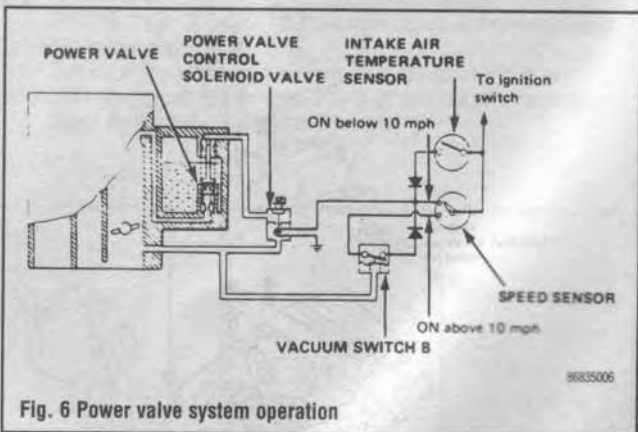 POWER VALVE
POWER VALVE
CONTROL
SOLENOID VALVE
INTAKE AIR
TEMPERATURE
SENSOR
To ignition
switch
ON below 10 mph
SPEED SENSOR
ON above 10 mph
VACUUM SWITCH B
86835006
Fig. 6 Power valve system operation